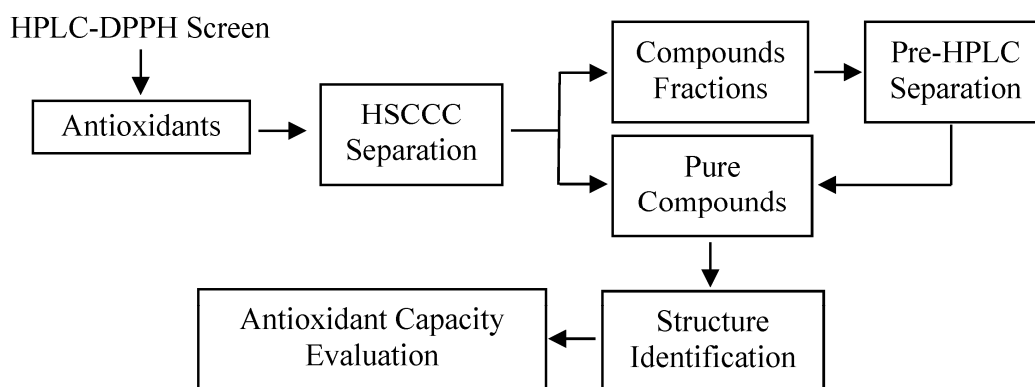 HPLC-DPPH Screen
Antioxidants
HSCCC
Separation
Compounds
Fractions
Pre-HPLC
Separation
Pure
Compounds
Structure
Identification
Antioxidant Capacity
Evaluation